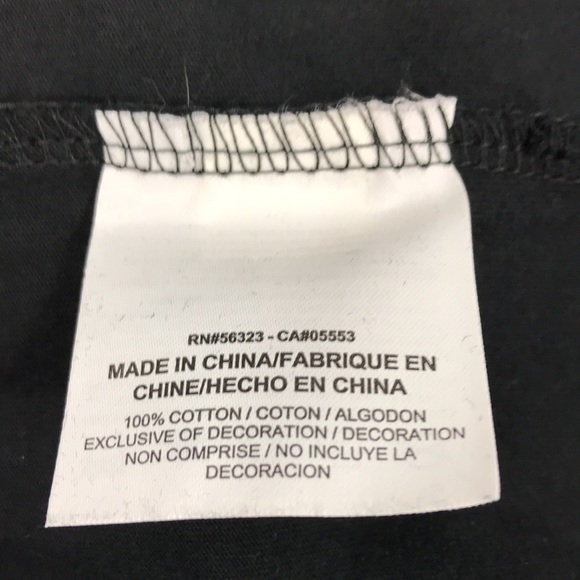 RN#56323 - CA#05553
MADE IN CHINA/FABRIQUE EN
CHINE/HECHO EN CHINA
100% COTTON / COTON / ALGODON
EXCLUSIVE OF DECORATION / DECORATION
NON COMPRISE / NO INCLUYE LA
DECORACION